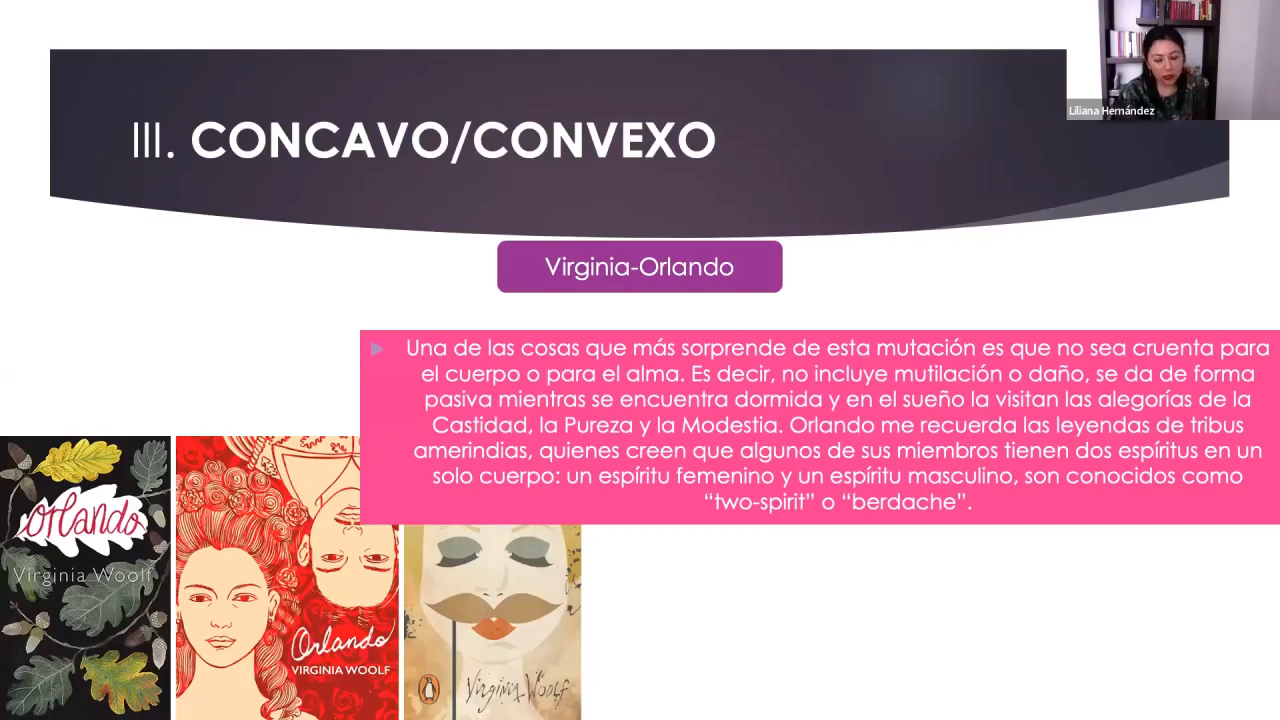 Liliana Hernández
III. CONCAVO/CONVEXO
Virginia-Orlando
Una de las cosas que más sorprende de esta mutación es que no sea cruenta para
el cuerpo o para el alma. Es decir, no incluye mutilación o daño, se da de forma
pasiva mientras se encuentra dormida y en el sueño la visitan las alegorías de la
Castidad, la Pureza y la Modestia. Orlando me recuerda las leyendas de tribus
amerindias, quienes creen que algunos de sus miembros tienen dos espíritus en un
solo cuerpo: un espíritu femenino y un espíritu masculino, son conocidos como
“two-spirit” o “berdache”.
Orlando
Virginia Woolf
Orlando
VIRGINIA WOOLF
Virginia Woolf